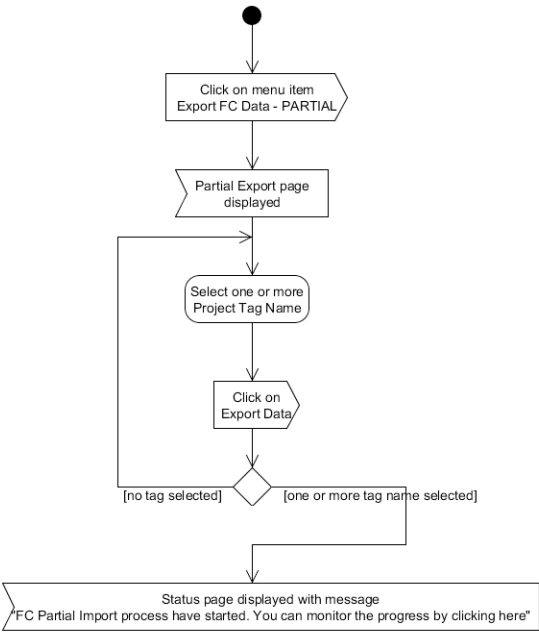 Click on menu item
Export FC Data - PARTIAL
Partial Export page
displayed
Select one or more
Project Tag Name
Click on
Export Data
[no tag selected]
[one or more tag name selected]
Status page displayed with message
"FC Partial Import process have started. You can monitor the progress by clicking here"